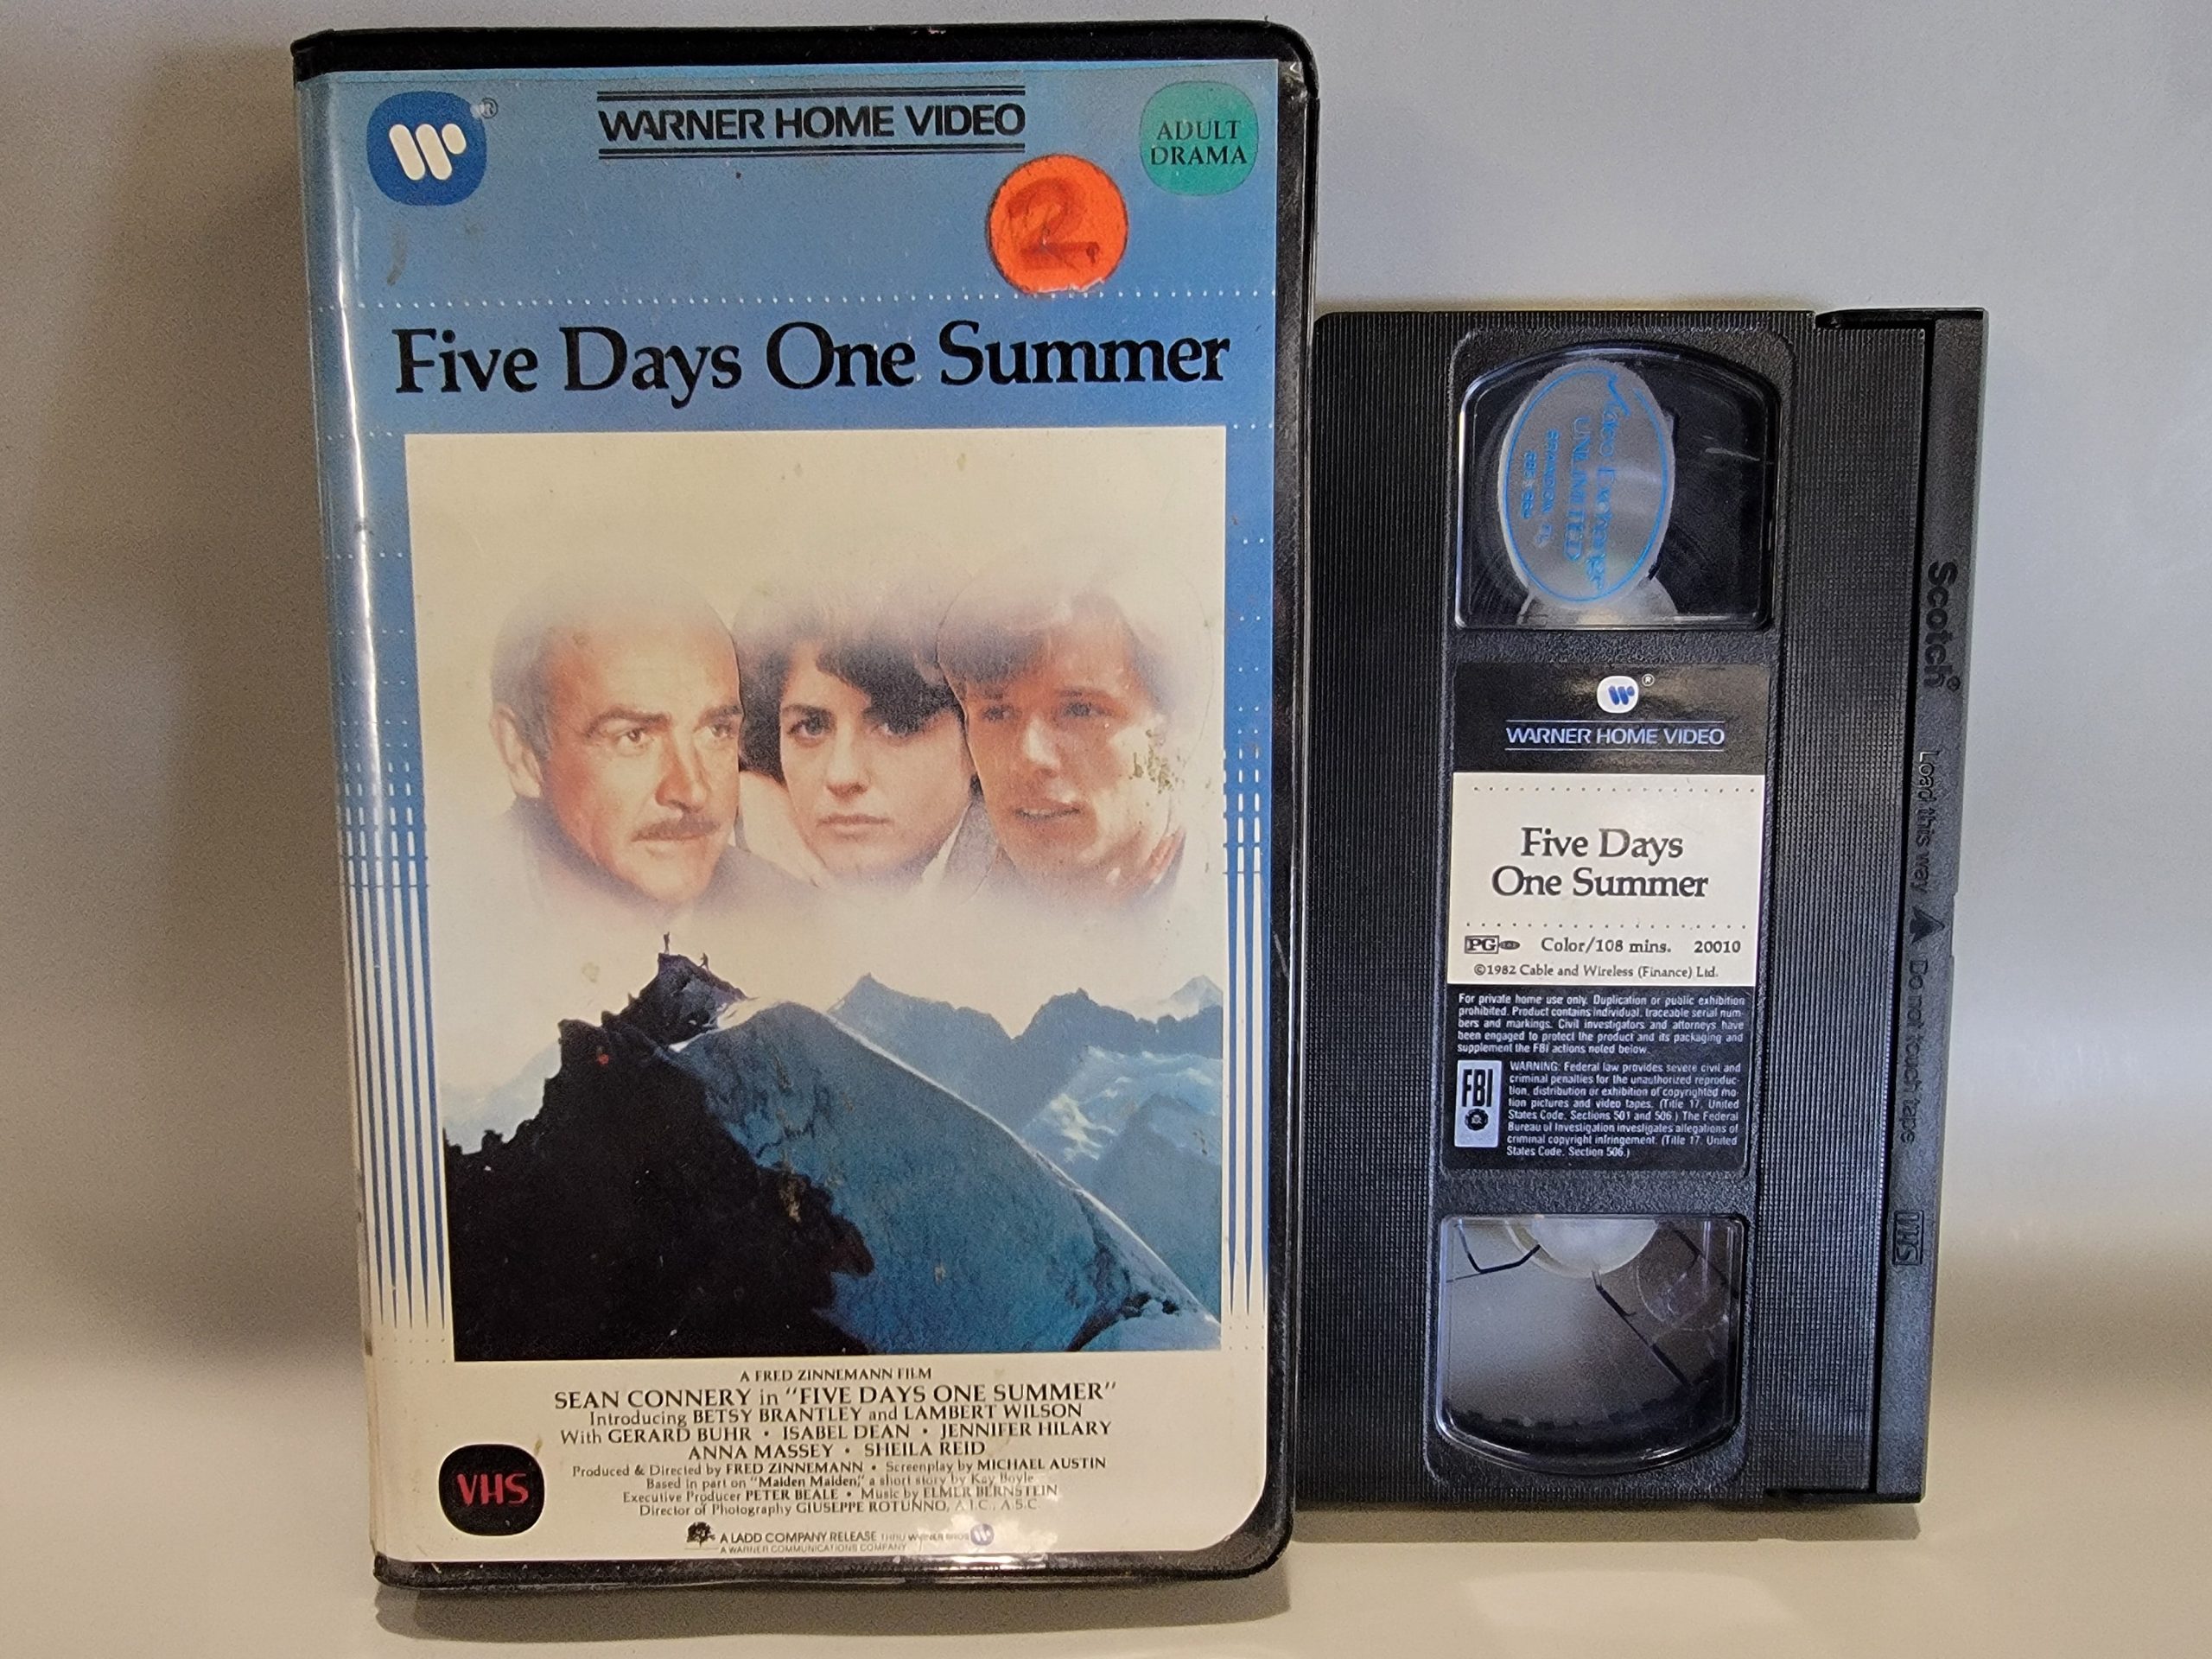 WARNER HOME VIDEO
ADULT
DRAMA
2.
Five Days One Summer
A FRED ZINNEMANN FILM
SEAN CONNERY in "FIVE DAYS ONE SUMMER"
Introducing BETSY BRANTLEY and LAMBERT WILSON
With GERARD BUHR • ISABEL DEAN • JENNIFER HILARY
ANNA MASSEY • SHEILA REID
Produced & Directed by FRED ZINNEMANN • Screenplay by MICHAEL AUSTIN
Based in part on "Maiden Maiden," a short story by Kay Boyle
Executive Producer PETER BEALE • Music by ELMER BERNSTEIN
Director of Photography GIUSEPPE ROTUNNO, A.I.C., A.S.C.
A LADD COMPANY RELEASE THRU WARNER BROS
A WARNER COMMUNICATIONS COMPANY
VHS
Video Exchange
UNLIMITED
WARNER HOME VIDEO
Five Days
One Summer
PG Color/108 mins. 20010
©1982 Cable and Wireless (Finance) Ltd.
For private home use only. Duplication or public exhibition
prohibited. Product contains individual, traceable serial num-
bers and markings. Civil investigators and attorneys have
been engaged to protect the product and its packaging and
supplement the FBI actions noted below.
FBI
WARNING: Federal law provides severe civil and
criminal penalties for the unauthorized reproduc-
tion, distribution or exhibition of copyrighted mo-
tion pictures and video tapes. (Title 17, United
States Code, Sections 501 and 506.) The Federal
Bureau of Investigation investigates allegations of
criminal copyright infringement. (Title 17, United
States Code, Section 506.)
Scotch®
Load this way
Do not touch tape
VHS